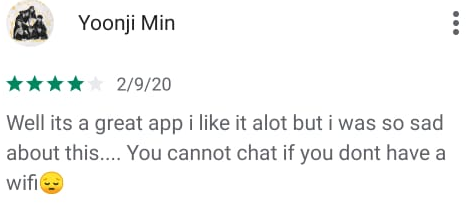 Yoonji Min
2/9/20
Well its a great app i like it alot but i was so sad
about this.... You cannot chat if you dont have a
wifi😔